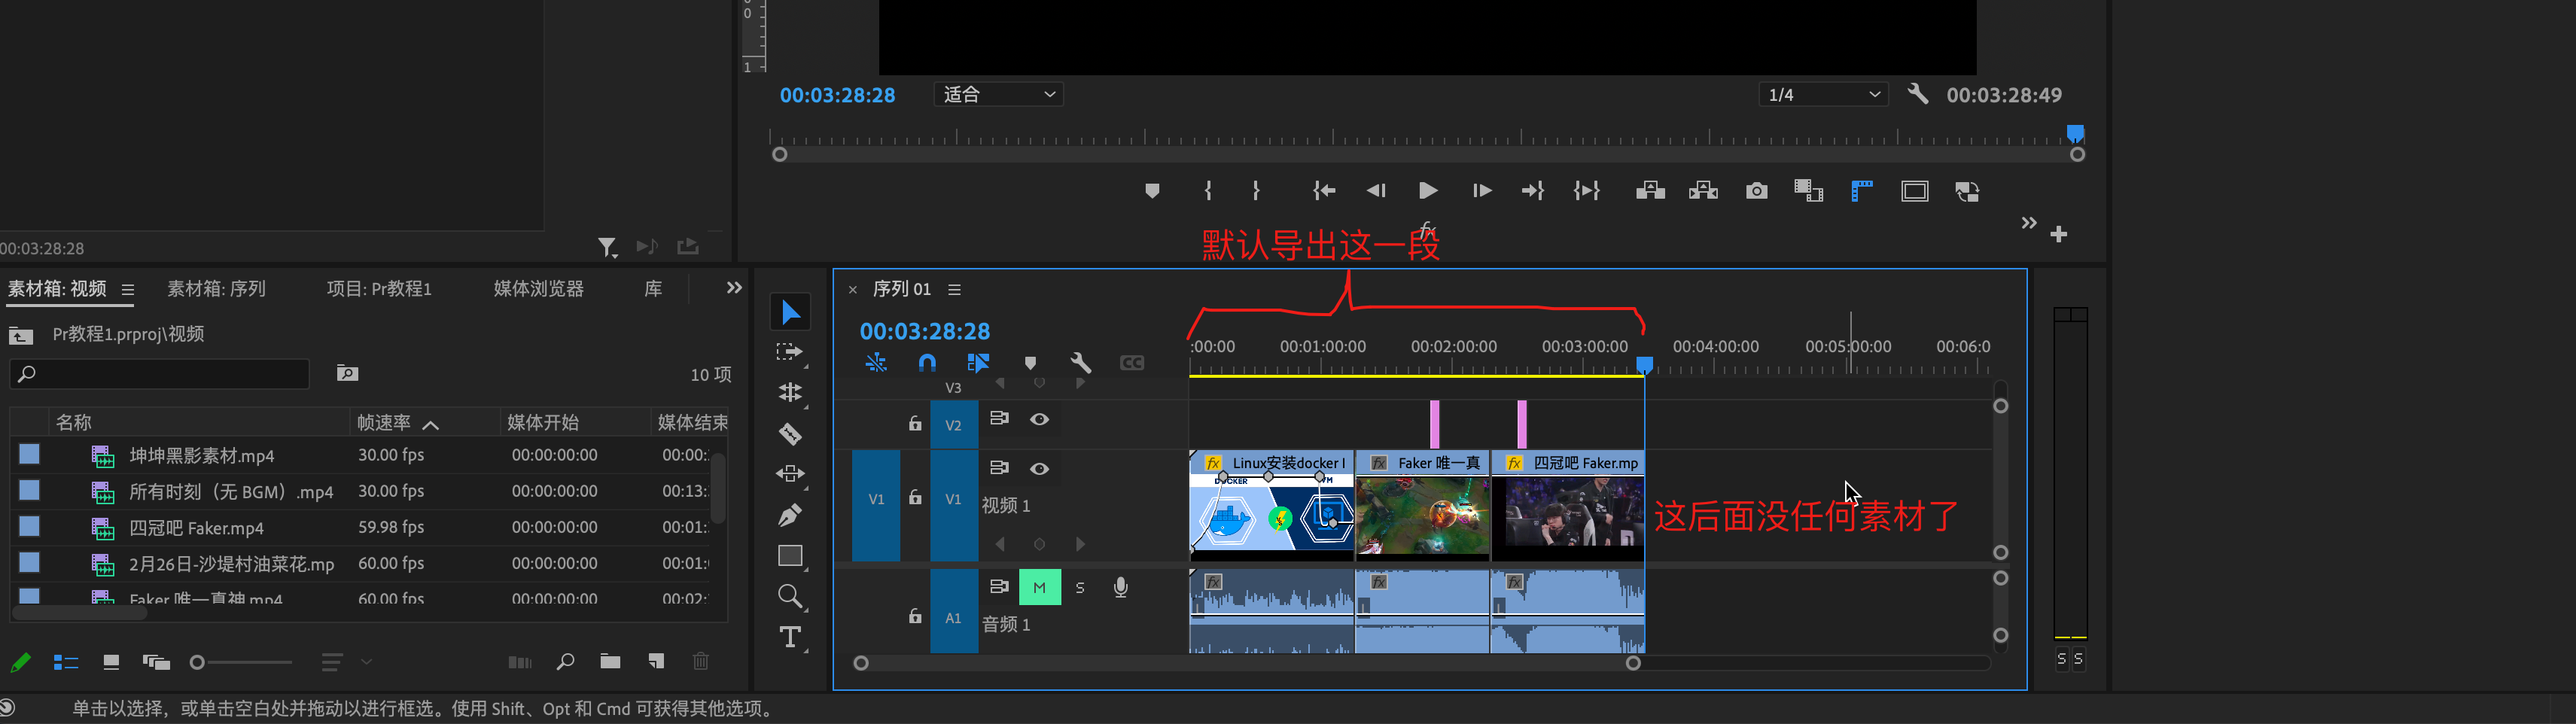 0
1
00:03:28:28
适合
1/4
00:03:28:49
fx
默认导出这一段
00:03:28:28
素材箱: 视频
素材箱: 序列
项目: Pr教程1
媒体浏览器
库
Pr教程1.prproj\视频
10 项
名称
帧速率
媒体开始
媒体结束
坤坤黑影素材.mp4
30.00 fps
00:00:00:00
00:00:
所有时刻（无 BGM）.mp4
30.00 fps
00:00:00:00
00:13:
四冠吧 Faker.mp4
59.98 fps
00:00:00:00
00:01:
2月26日-沙堤村油菜花.mp
60.00 fps
00:00:00:00
00:01:
Faker 唯一真神.mp4
60.00 fps
00:00:00:00
00:02:
× 序列 01
00:03:28:28
:00:00
00:01:00:00
00:02:00:00
00:03:00:00
00:04:00:00
00:05:00:00
00:06:0
CC
V3
V2
V1
V1
视频 1
fx Linux安装docker I
fx Faker 唯一真
fx 四冠吧 Faker.mp
DOCKER
这后面没任何素材了
A1
M
S
音频 1
fx
fx
fx
S S
单击以选择，或单击空白处并拖动以进行框选。使用 Shift、Opt 和 Cmd 可获得其他选项。